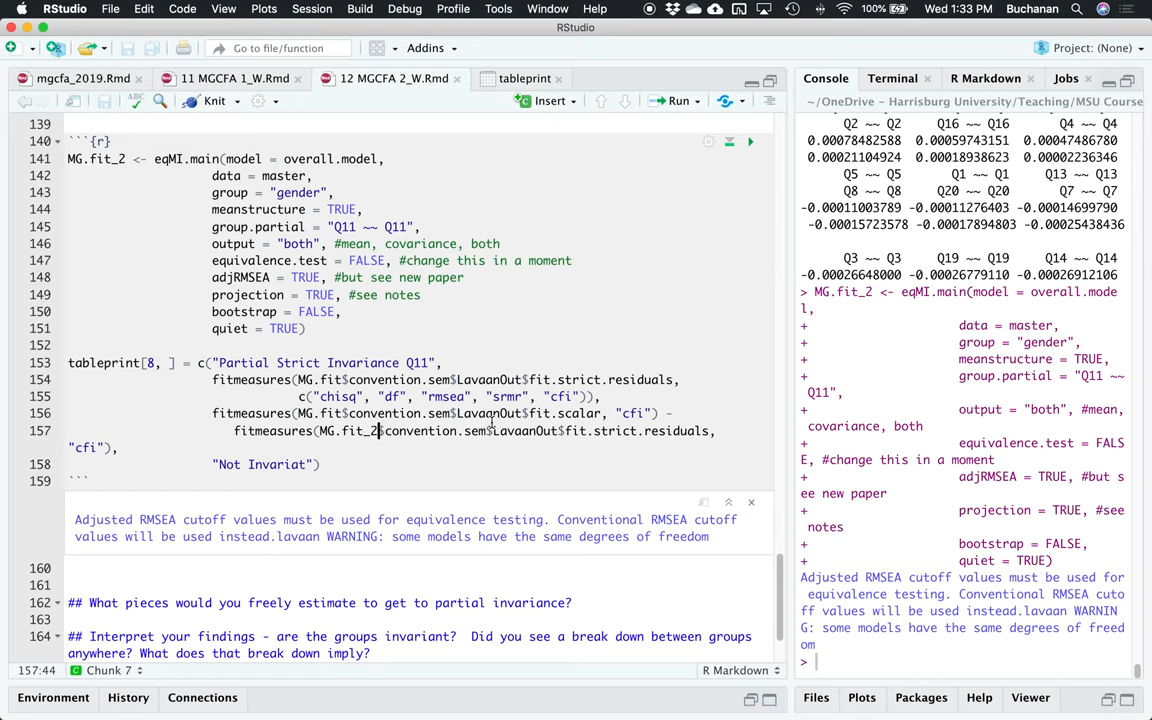 RStudio File Edit Code View Plots Session Build Debug Profile Tools Window Help 100% Wed 1:33 PM Buchanan
RStudio
Go to file/function Addins Project: (None)
mgcfa_2019.Rmd 11 MGCFA 1_W.Rmd 12 MGCFA 2_W.Rmd tableprint
ABC Knit Insert Run
139
140 ```{r}
141 MG.fit_2 <- eqMI.main(model = overall.model,
142 data = master,
143 group = "gender",
144 meanstructure = TRUE,
145 group.partial = "Q11 ~~ Q11",
146 output = "both", #mean, covariance, both
147 equivalence.test = FALSE, #change this in a moment
148 adjRMSEA = TRUE, #but see new paper
149 projection = TRUE, #see notes
150 bootstrap = FALSE,
151 quiet = TRUE)
152
153 tableprint[8, ] = c("Partial Strict Invariance Q11",
154 fitmeasures(MG.fit$convention.sem$LavaanOut$fit.strict.residuals,
155 c("chisq", "df", "rmsea", "srmr", "cfi")),
156 fitmeasures(MG.fit$convention.sem$LavaanOut$fit.scalar, "cfi") -
157 fitmeasures(MG.fit_2$convention.sem$LavaanOut$fit.strict.residuals,
"cfi"),
158 "Not Invariat")
159 ```
Adjusted RMSEA cutoff values must be used for equivalence testing. Conventional RMSEA cutoff
values will be used instead.lavaan WARNING: some models have the same degrees of freedom
160
161
162 ## What pieces would you freely estimate to get to partial invariance?
163
164 ## Interpret your findings - are the groups invariant? Did you see a break down between groups
anywhere? What does that break down imply?
157:44 Chunk 7 R Markdown
Environment History Connections
Console Terminal R Markdown Jobs
~/OneDrive - Harrisburg University/Teaching/MSU Course
Q2 ~~ Q2 Q16 ~~ Q16 Q4 ~~ Q4
0.00078482588 0.00059743151 0.00047486780
0.00021104924 0.00018938623 0.00002236346
Q5 ~~ Q5 Q1 ~~ Q1 Q13 ~~ Q13
Q8 ~~ Q8 Q20 ~~ Q20 Q7 ~~ Q7
-0.00011003789 -0.00011276403 -0.00014699790
-0.00015723578 -0.00017894803 -0.00025438436
Q3 ~~ Q3 Q19 ~~ Q19 Q14 ~~ Q14
-0.00026648000 -0.00026779110 -0.00026912106
> MG.fit_2 <- eqMI.main(model = overall.mode
l,
+ data = master,
+ group = "gender",
+ meanstructure = TRUE,
+ group.partial = "Q11 ~~
Q11",
+ output = "both", #mean,
covariance, both
+ equivalence.test = FALS
E, #change this in a moment
+ adjRMSEA = TRUE, #but s
ee new paper
+ projection = TRUE, #see
notes
+ bootstrap = FALSE,
+ quiet = TRUE)
Adjusted RMSEA cutoff values must be used for
equivalence testing. Conventional RMSEA cuto
ff values will be used instead.lavaan WARNIN
G: some models have the same degrees of freed
om
>
Files Plots Packages Help Viewer